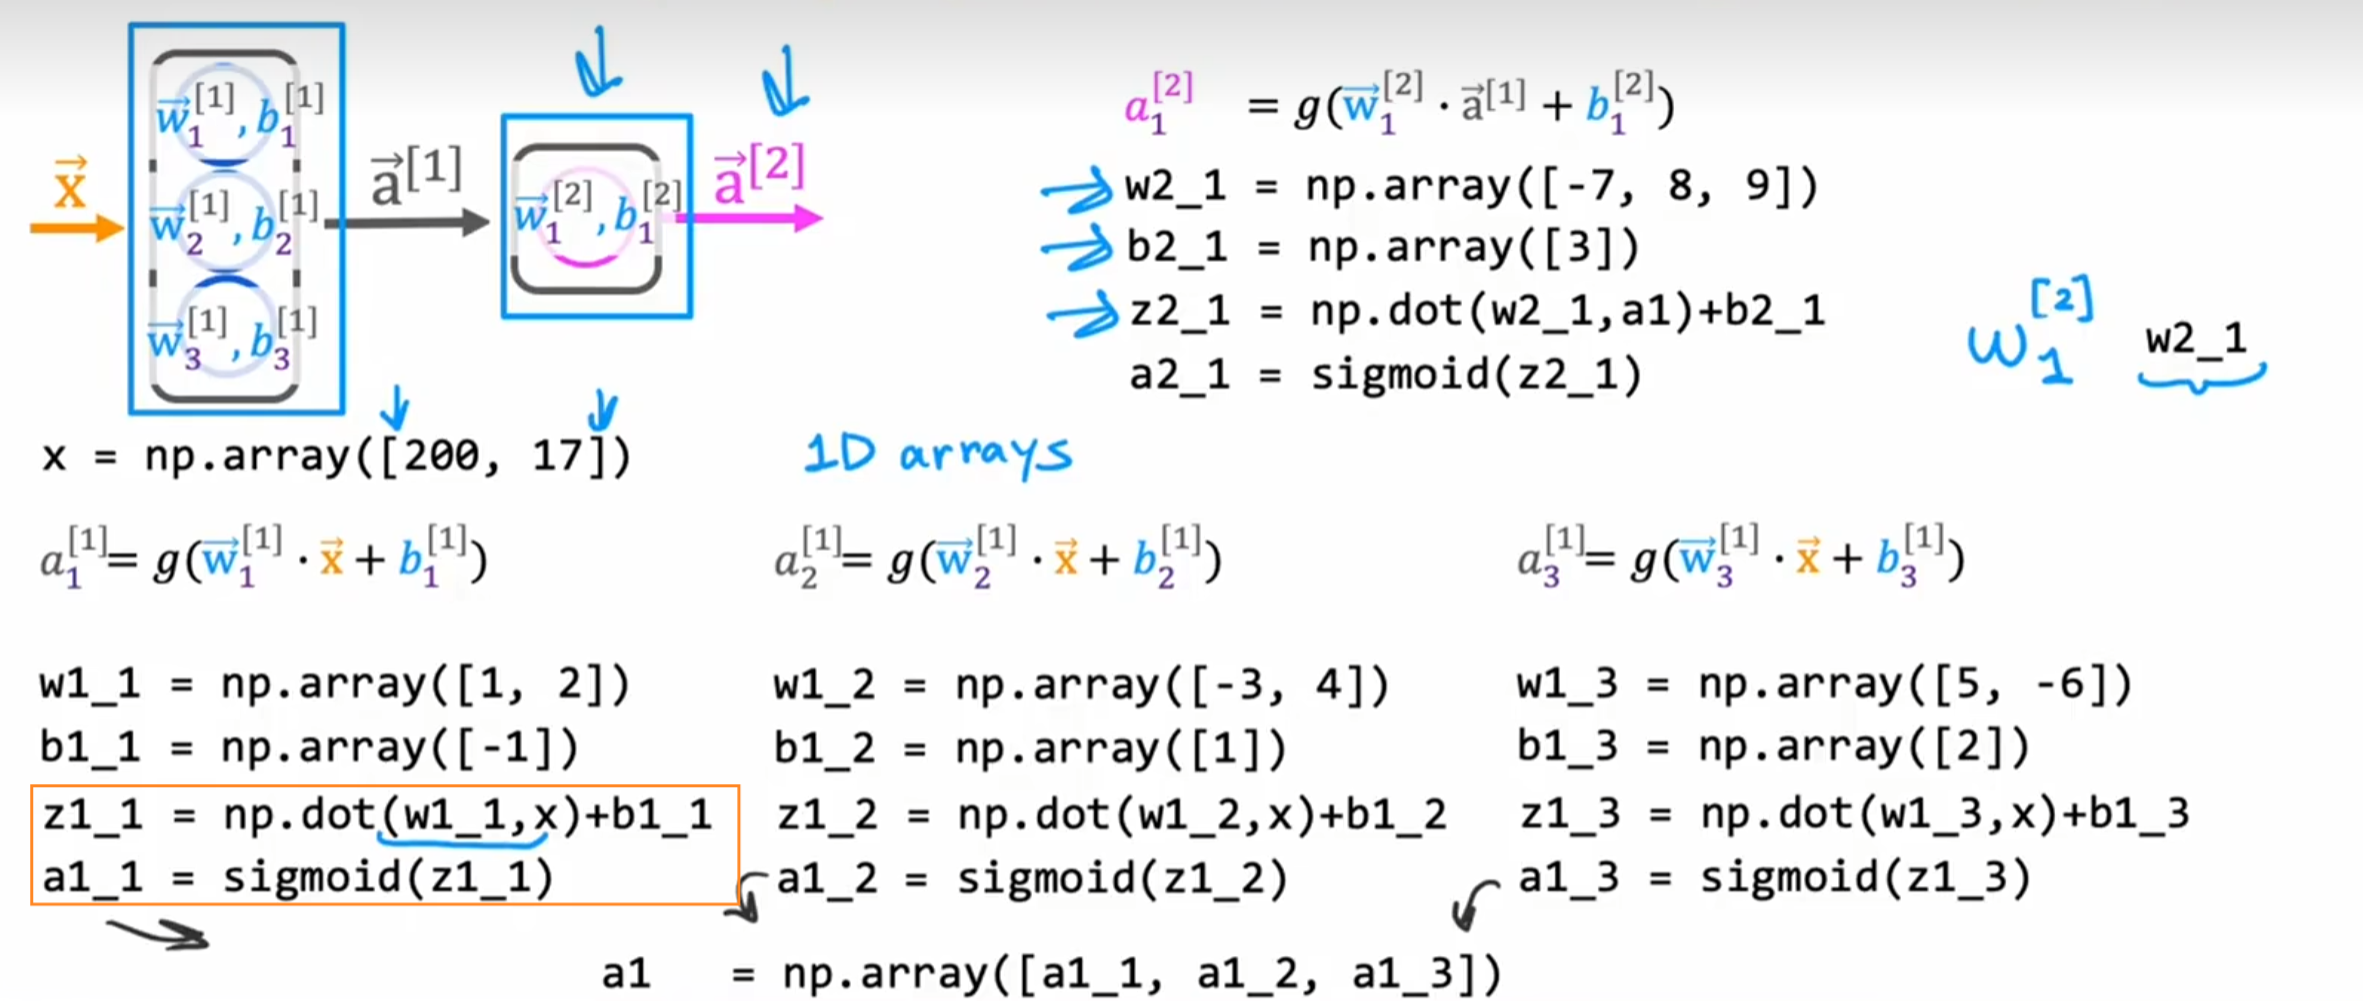 w⃗₁^[1], b₁^[1]
w⃗₂^[1], b₂^[1]
w⃗₃^[1], b₃^[1]
x⃗
a⃗^[1]
w⃗₁^[2], b₁^[2]
a⃗^[2]
a₁^[2] = g(w⃗₁^[2] · a⃗^[1] + b₁^[2])
w2_1 = np.array([-7, 8, 9])
b2_1 = np.array([3])
z2_1 = np.dot(w2_1,a1)+b2_1
a2_1 = sigmoid(z2_1)
w₁^[2] w2_1
x = np.array([200, 17])
1D arrays
a₁^[1]= g(w⃗₁^[1] · x⃗ + b₁^[1])
w1_1 = np.array([1, 2])
b1_1 = np.array([-1])
z1_1 = np.dot(w1_1,x)+b1_1
a1_1 = sigmoid(z1_1)
a₂^[1]= g(w⃗₂^[1] · x⃗ + b₂^[1])
w1_2 = np.array([-3, 4])
b1_2 = np.array([1])
z1_2 = np.dot(w1_2,x)+b1_2
a1_2 = sigmoid(z1_2)
a₃^[1]= g(w⃗₃^[1] · x⃗ + b₃^[1])
w1_3 = np.array([5, -6])
b1_3 = np.array([2])
z1_3 = np.dot(w1_3,x)+b1_3
a1_3 = sigmoid(z1_3)
a1 = np.array([a1_1, a1_2, a1_3])